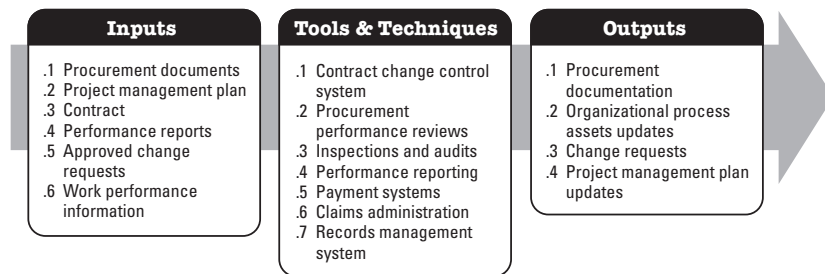 Inputs
.1 Procurement documents
.2 Project management plan
.3 Contract
.4 Performance reports
.5 Approved change
requests
.6 Work performance
information
Tools & Techniques
.1 Contract change control
system
.2 Procurement
performance reviews
.3 Inspections and audits
.4 Performance reporting
.5 Payment systems
.6 Claims administration
.7 Records management
system
Outputs
.1 Procurement
documentation
.2 Organizational process
assets updates
.3 Change requests
.4 Project management plan
updates